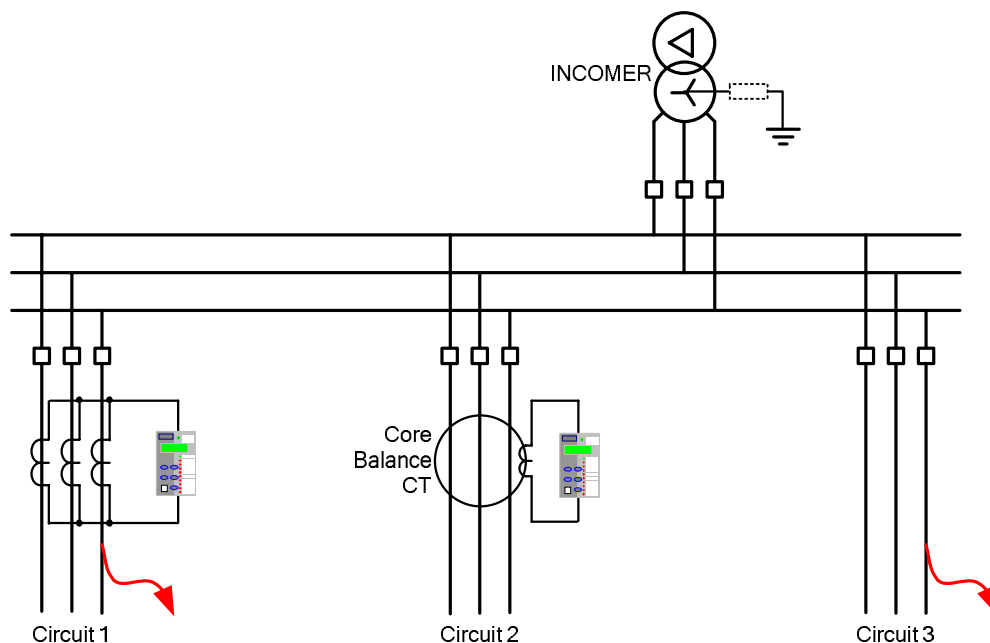 INCOMER
Core
Balance
CT
Circuit 1
Circuit 2
Circuit 3